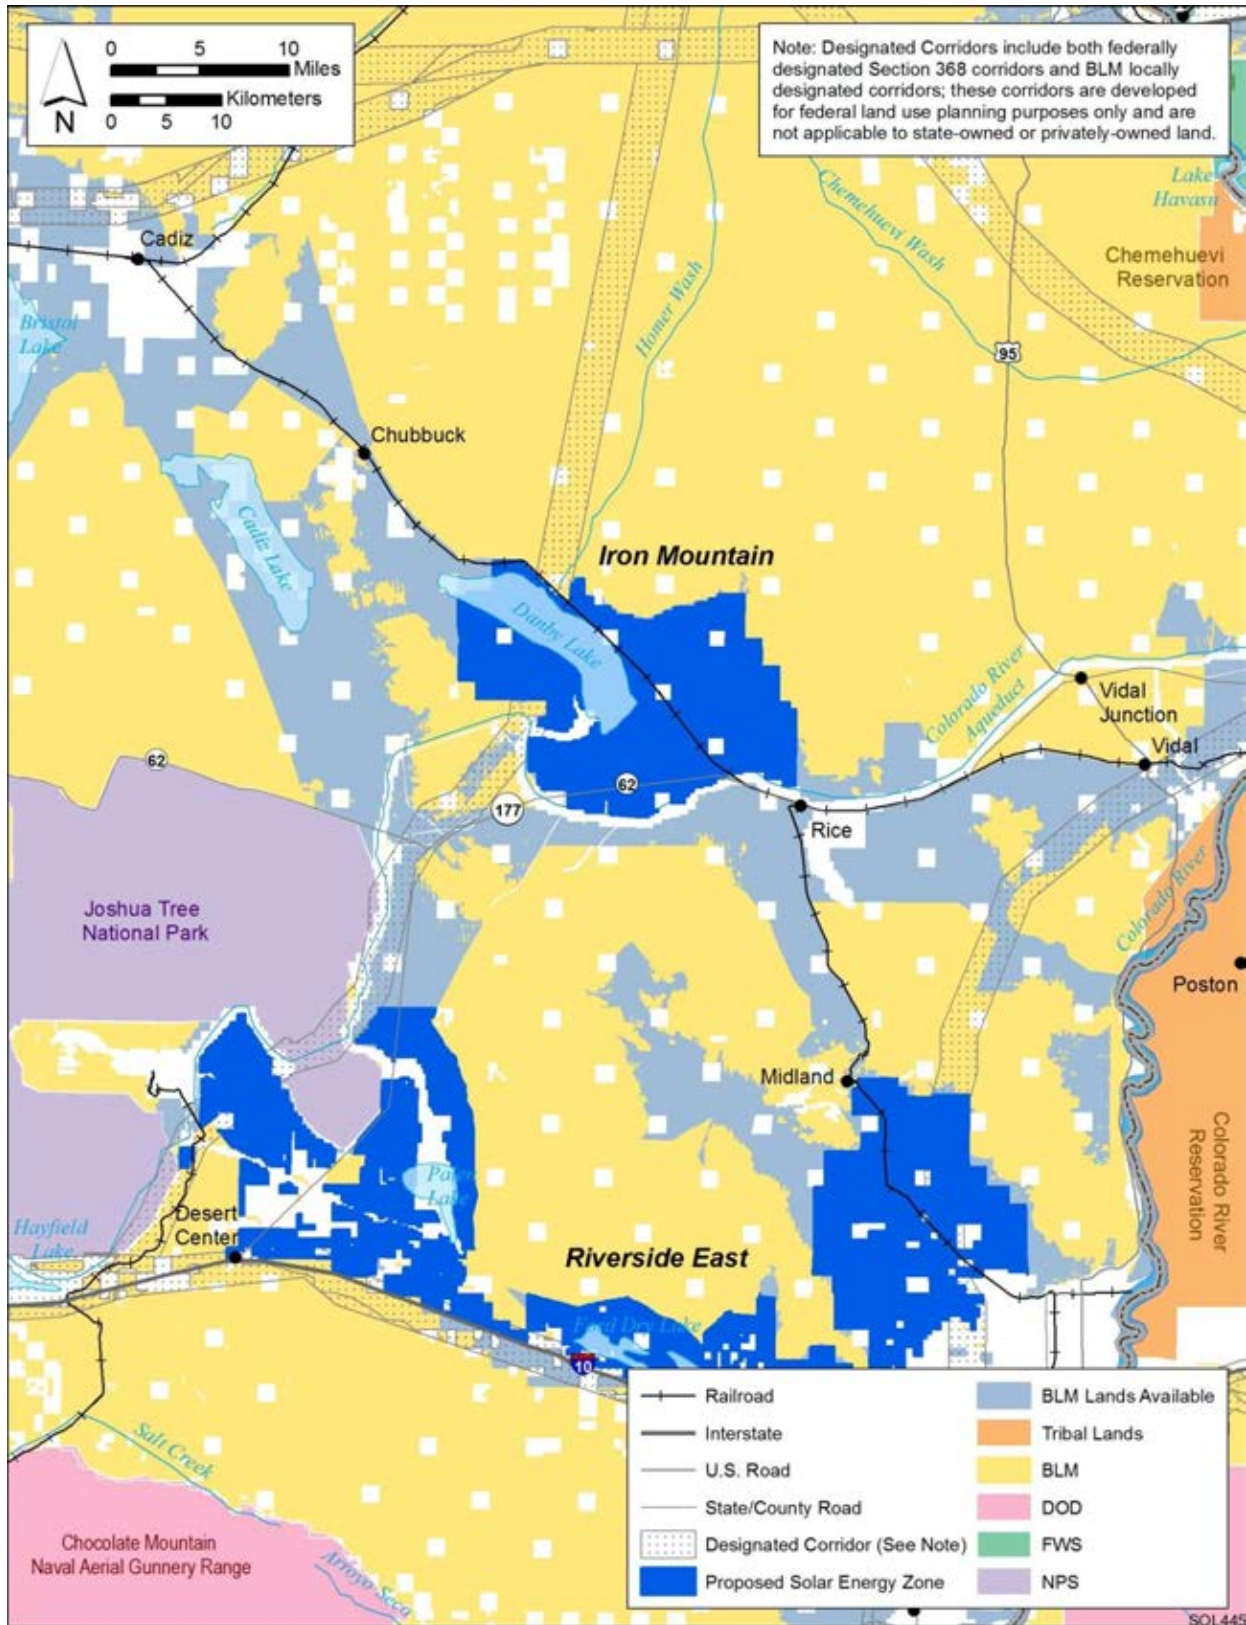 0 5 10
Miles
Kilometers
0 5 10
N
Note: Designated Corridors include both federally
designated Section 368 corridors and BLM locally
designated corridors; these corridors are developed
for federal land use planning purposes only and are
not applicable to state-owned or privately-owned land.
Lake
Havasu
Chemehuevi Wash
Cadiz
Chemehuevi
Reservation
Homer Wash
Bristol
Lake
95
Chubbuck
Cadiz Lake
Iron Mountain
Danby Lake
Colorado River
Aqueduct
Vidal
Junction
Vidal
62
62
177
Rice
Colorado River
Joshua Tree
National Park
Poston
Midland
Colorado River
Reservation
Palen
Lake
Desert
Center
Hayfield
Lake
Riverside East
Ford Dry Lake
10
Salt Creek
Chocolate Mountain
Naval Aerial Gunnery Range
Arroyo Seco
Railroad
Interstate
U.S. Road
State/County Road
Designated Corridor (See Note)
Proposed Solar Energy Zone
BLM Lands Available
Tribal Lands
BLM
DOD
FWS
NPS
SOL445